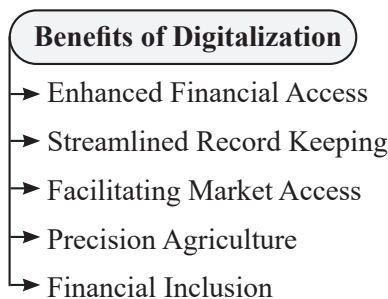 Benefits of Digitalization
Enhanced Financial Access
Streamlined Record Keeping
Facilitating Market Access
Precision Agriculture
Financial Inclusion